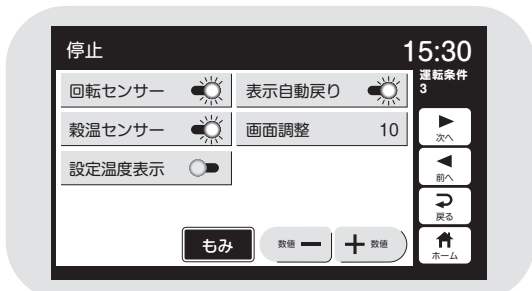 停止 15:30
運転条件
3
回転センサー 表示自動戻り
穀温センサー 画面調整 10
設定温度表示
次へ
前へ
戻る
ホーム
もみ 数値 ー ＋ 数値